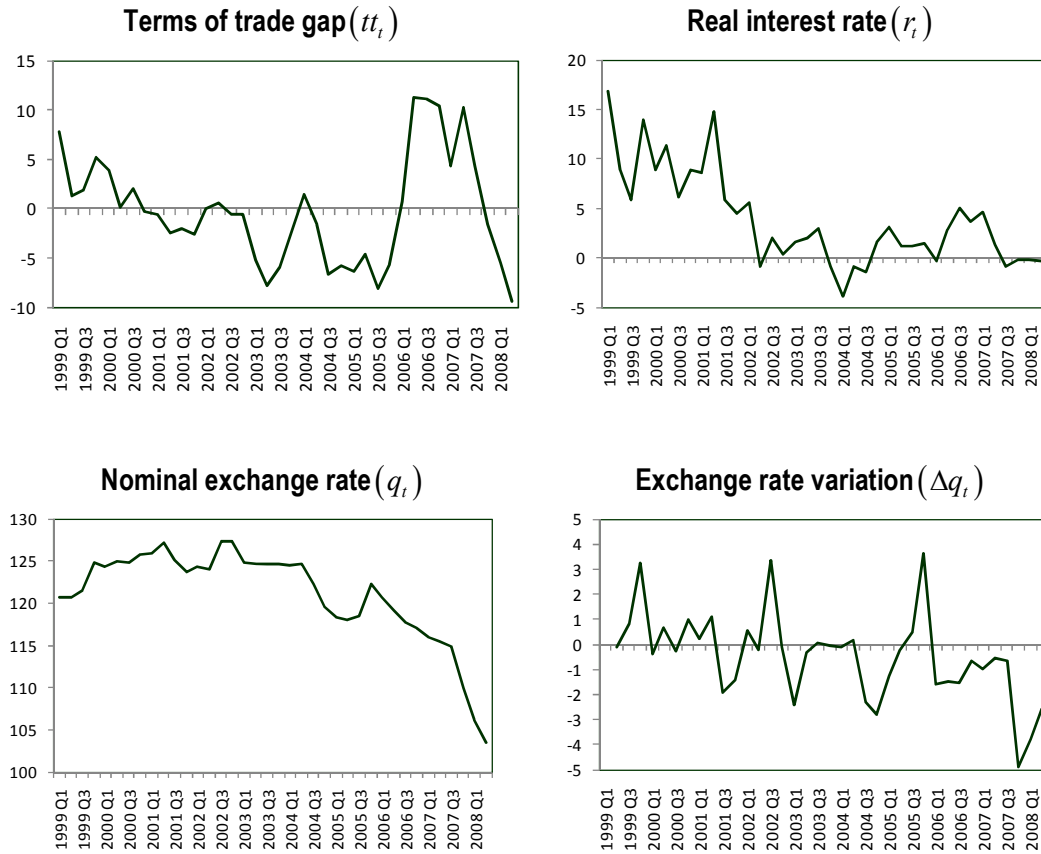 Terms of trade gap (tt_t)
15
10
5
0
-5
-10
1999 Q1
1999 Q3
2000 Q1
2000 Q3
2001 Q1
2001 Q3
2002 Q1
2002 Q3
2003 Q1
2003 Q3
2004 Q1
2004 Q3
2005 Q1
2005 Q3
2006 Q1
2006 Q3
2007 Q1
2007 Q3
2008 Q1
Real interest rate (r_t)
20
15
10
5
0
-5
1999 Q1
1999 Q3
2000 Q1
2000 Q3
2001 Q1
2001 Q3
2002 Q1
2002 Q3
2003 Q1
2003 Q3
2004 Q1
2004 Q3
2005 Q1
2005 Q3
2006 Q1
2006 Q3
2007 Q1
2007 Q3
2008 Q1
Nominal exchange rate (q_t)
130
125
120
115
110
105
100
1999 Q1
1999 Q3
2000 Q1
2000 Q3
2001 Q1
2001 Q3
2002 Q1
2002 Q3
2003 Q1
2003 Q3
2004 Q1
2004 Q3
2005 Q1
2005 Q3
2006 Q1
2006 Q3
2007 Q1
2007 Q3
2008 Q1
Exchange rate variation (Δq_t)
5
4
3
2
1
0
-1
-2
-3
-4
-5
1999 Q1
1999 Q3
2000 Q1
2000 Q3
2001 Q1
2001 Q3
2002 Q1
2002 Q3
2003 Q1
2003 Q3
2004 Q1
2004 Q3
2005 Q1
2005 Q3
2006 Q1
2006 Q3
2007 Q1
2007 Q3
2008 Q1